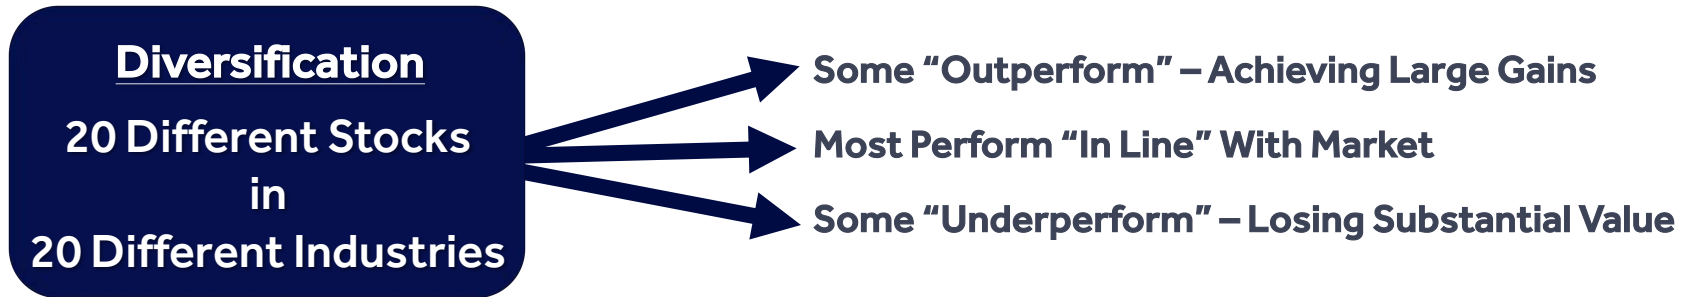 Diversification
20 Different Stocks
in
20 Different Industries
Some “Outperform” – Achieving Large Gains
Most Perform “In Line” With Market
Some “Underperform” – Losing Substantial Value